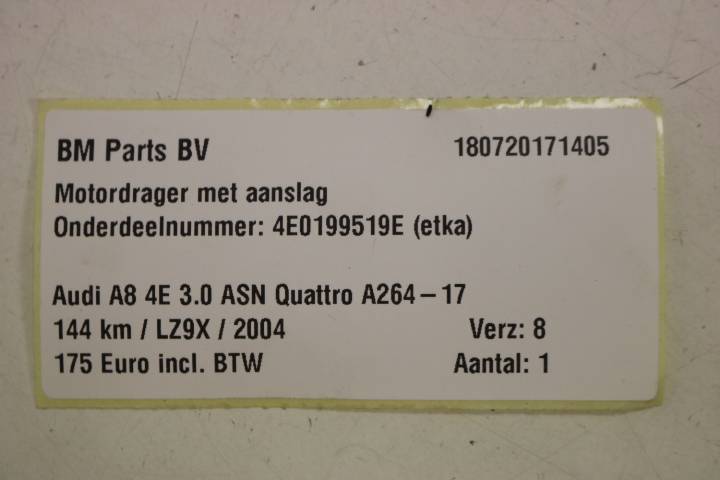 BM Parts BV 180720171405
Motordrager met aanslag
Onderdeelnummer: 4E0199519E (etka)
Audi A8 4E 3.0 ASN Quattro A264 – 17
144 km / LZ9X / 2004 Verz: 8
175 Euro incl. BTW Aantal: 1